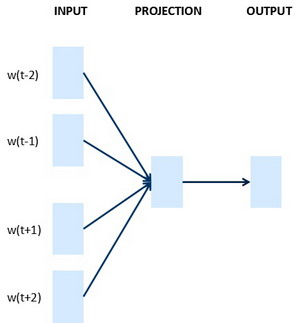 INPUT PROJECTION OUTPUT
w(t-2)
w(t-1)
w(t+1)
w(t+2)